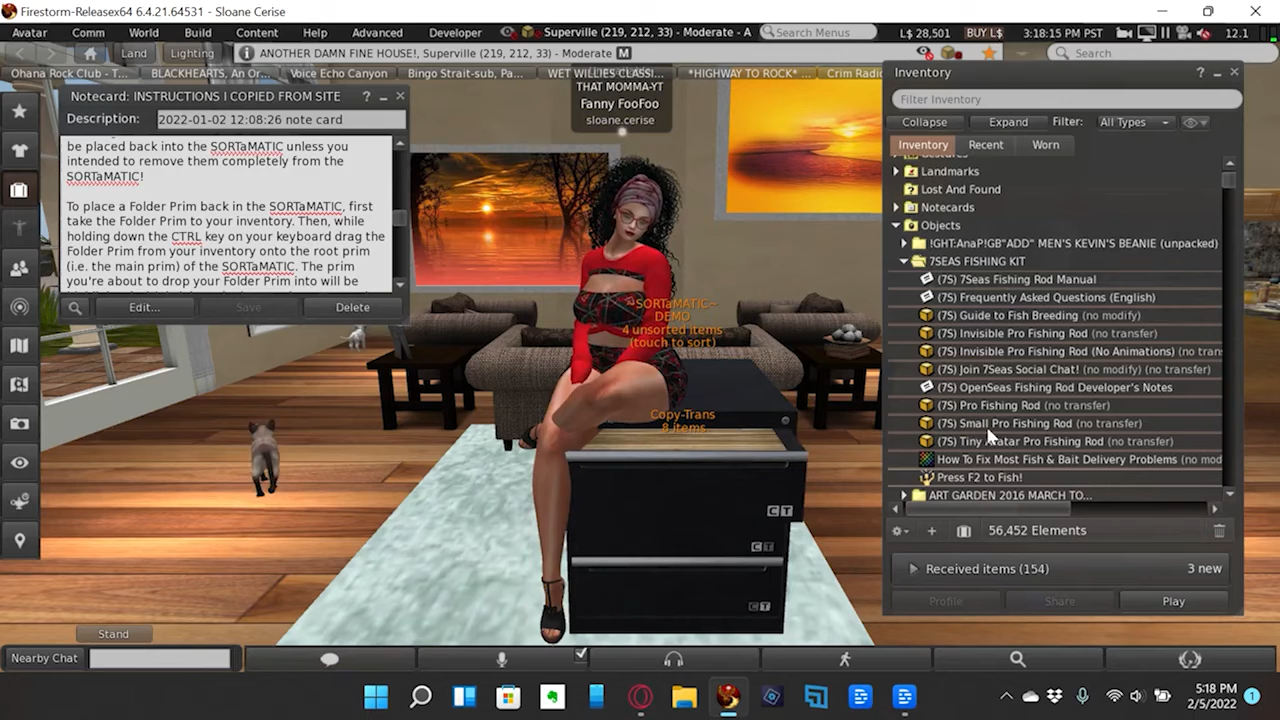 Firestorm-Releasex64 6.4.21.64531 - Sloane Cerise
Avatar Comm World Build Content Help Advanced Developer
Superville (219, 212, 33) - Moderate - A
Search Menus
L$ 28,501 BUY L$ 3:18:15 PM PST 12.1
Land Lighting
ANOTHER DAMN FINE HOUSE!, Superville (219, 212, 33) - Moderate M
Search
Ohana Rock Club - T... BLACKHEARTS, An Or... Voice Echo Canyon Bingo Strait-sub, Pa... WET WILLIES CLASSI... *HIGHWAY TO ROCK* ... Crim Radi
Notecard: INSTRUCTIONS I COPIED FROM SITE
Description: 2022-01-02 12:08:26 note card
be placed back into the SORTaMATIC unless you
intended to remove them completely from the
SORTaMATIC!
To place a Folder Prim back in the SORTaMATIC, first
take the Folder Prim to your inventory. Then, while
holding down the CTRL key on your keyboard drag the
Folder Prim from your inventory onto the root prim
(i.e. the main prim) of the SORTaMATIC. The prim
you're about to drop your Folder Prim into will be
Edit... Save Delete
THAT MOMMA-YT
Fanny FooFoo
sloane.cerise
~SORTaMATIC~
DEMO
4 unsorted items
(touch to sort)
Copy-Trans
8 items
CT
CT
CT
Inventory
Filter Inventory
Collapse Expand Filter: All Types
Inventory Recent Worn
Gestures
Landmarks
Lost And Found
Notecards
Objects
!GHT:AnaP!GB"ADD" MEN'S KEVIN'S BEANIE (unpacked)
7SEAS FISHING KIT
(7S) 7Seas Fishing Rod Manual
(7S) Frequently Asked Questions (English)
(7S) Guide to Fish Breeding (no modify)
(7S) Invisible Pro Fishing Rod (no transfer)
(7S) Invisible Pro Fishing Rod (No Animations) (no tran
(7S) Join 7Seas Social Chat! (no modify) (no transfer)
(7S) OpenSeas Fishing Rod Developer's Notes
(7S) Pro Fishing Rod (no transfer)
(7S) Small Pro Fishing Rod (no transfer)
(7S) Tiny Avatar Pro Fishing Rod (no transfer)
How To Fix Most Fish & Bait Delivery Problems (no mod
Press F2 to Fish!
ART GARDEN 2016 MARCH TO...
56,452 Elements
Received items (154) 3 new
Profile Share Play
Stand
Nearby Chat
5:18 PM
2/5/2022
1